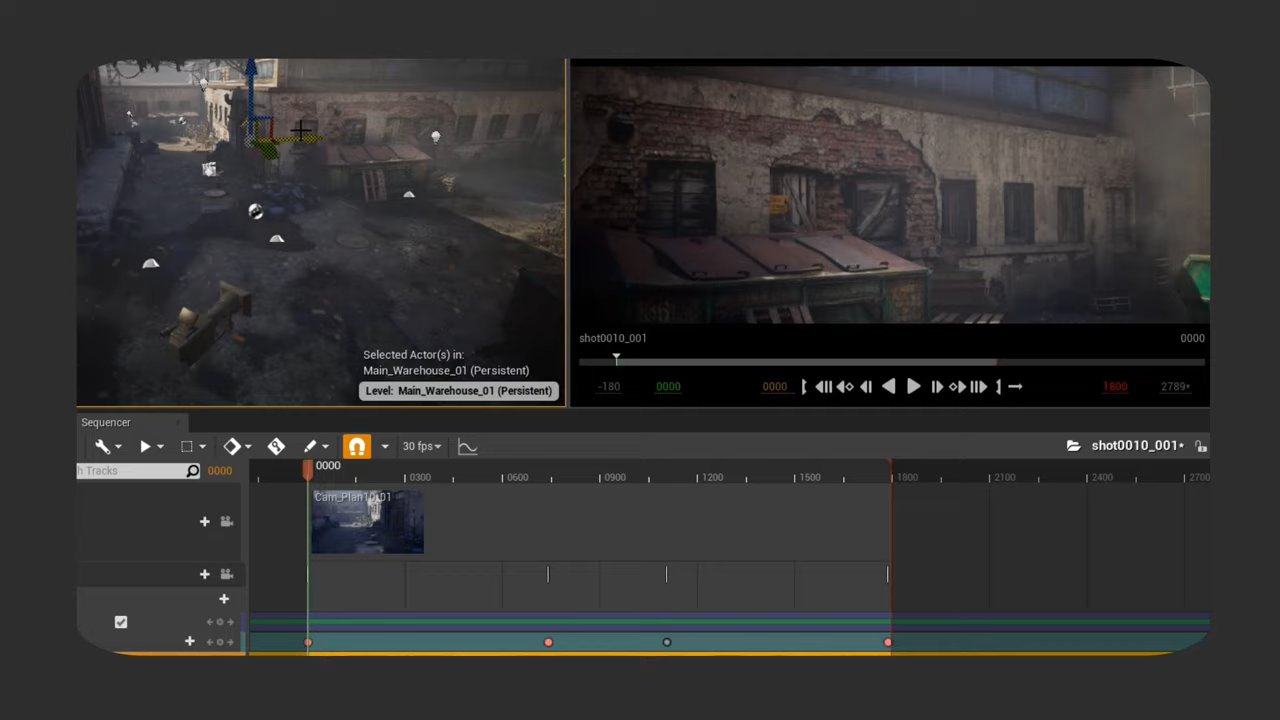 Selected Actor(s) in:
Main_Warehouse_01 (Persistent)
Level: Main_Warehouse_01 (Persistent)
shot0010_001
0000
-180
0000
0000
1800
2789+
Sequencer
30 fps
shot0010_001*
h Tracks
0000
0000
0300
0600
0900
1200
1500
1800
2100
2400
2700